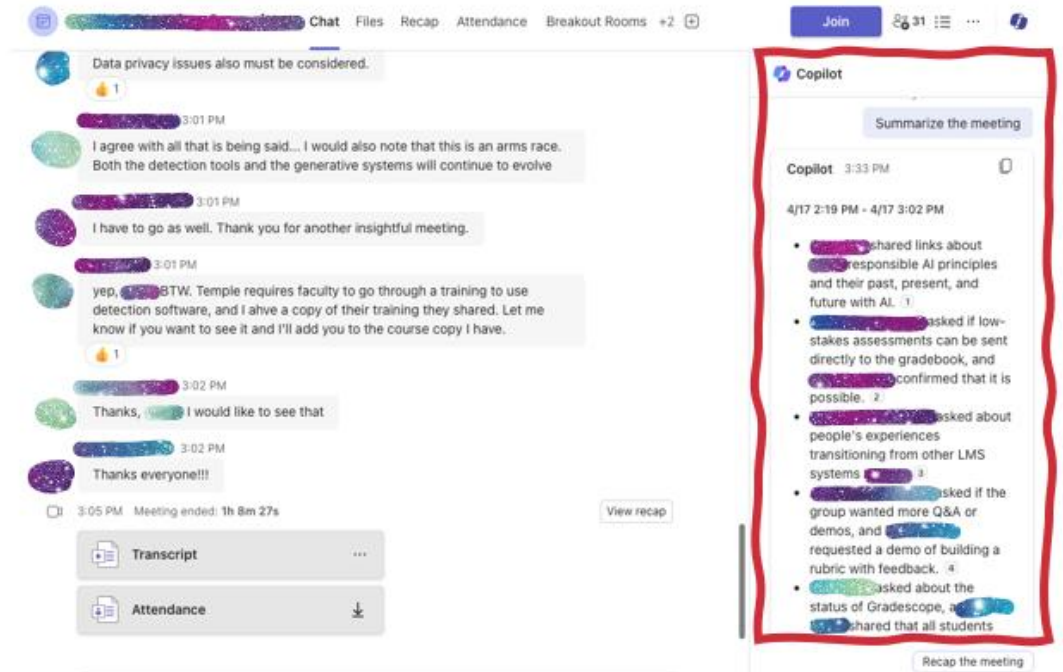 Chat Files Recap Attendance Breakout Rooms +2
Join
31
Data privacy issues also must be considered.
1
3:01 PM
I agree with all that is being said... I would also note that this is an arms race.
Both the detection tools and the generative systems will continue to evolve
3:01 PM
I have to go as well. Thank you for another insightful meeting.
3:01 PM
yep, BTW. Temple requires faculty to go through a training to use
detection software, and I ahve a copy of their training they shared. Let me
know if you want to see it and I'll add you to the course copy I have.
1
3:02 PM
Thanks, I would like to see that
3:02 PM
Thanks everyone!!!
3:05 PM Meeting ended: 1h 8m 27s
View recap
Transcript
Attendance
Copilot
Summarize the meeting
Copilot 3:33 PM
4/17 2:19 PM - 4/17 3:02 PM
• shared links about
responsible AI principles
and their past, present, and
future with AI. 1
• asked if low-
stakes assessments can be sent
directly to the gradebook, and
confirmed that it is
possible. 2
• asked about
people's experiences
transitioning from other LMS
systems 3
• asked if the
group wanted more Q&A or
demos, and
requested a demo of building a
rubric with feedback. 4
• asked about the
status of Gradescope,
shared that all students
Recap the meeting